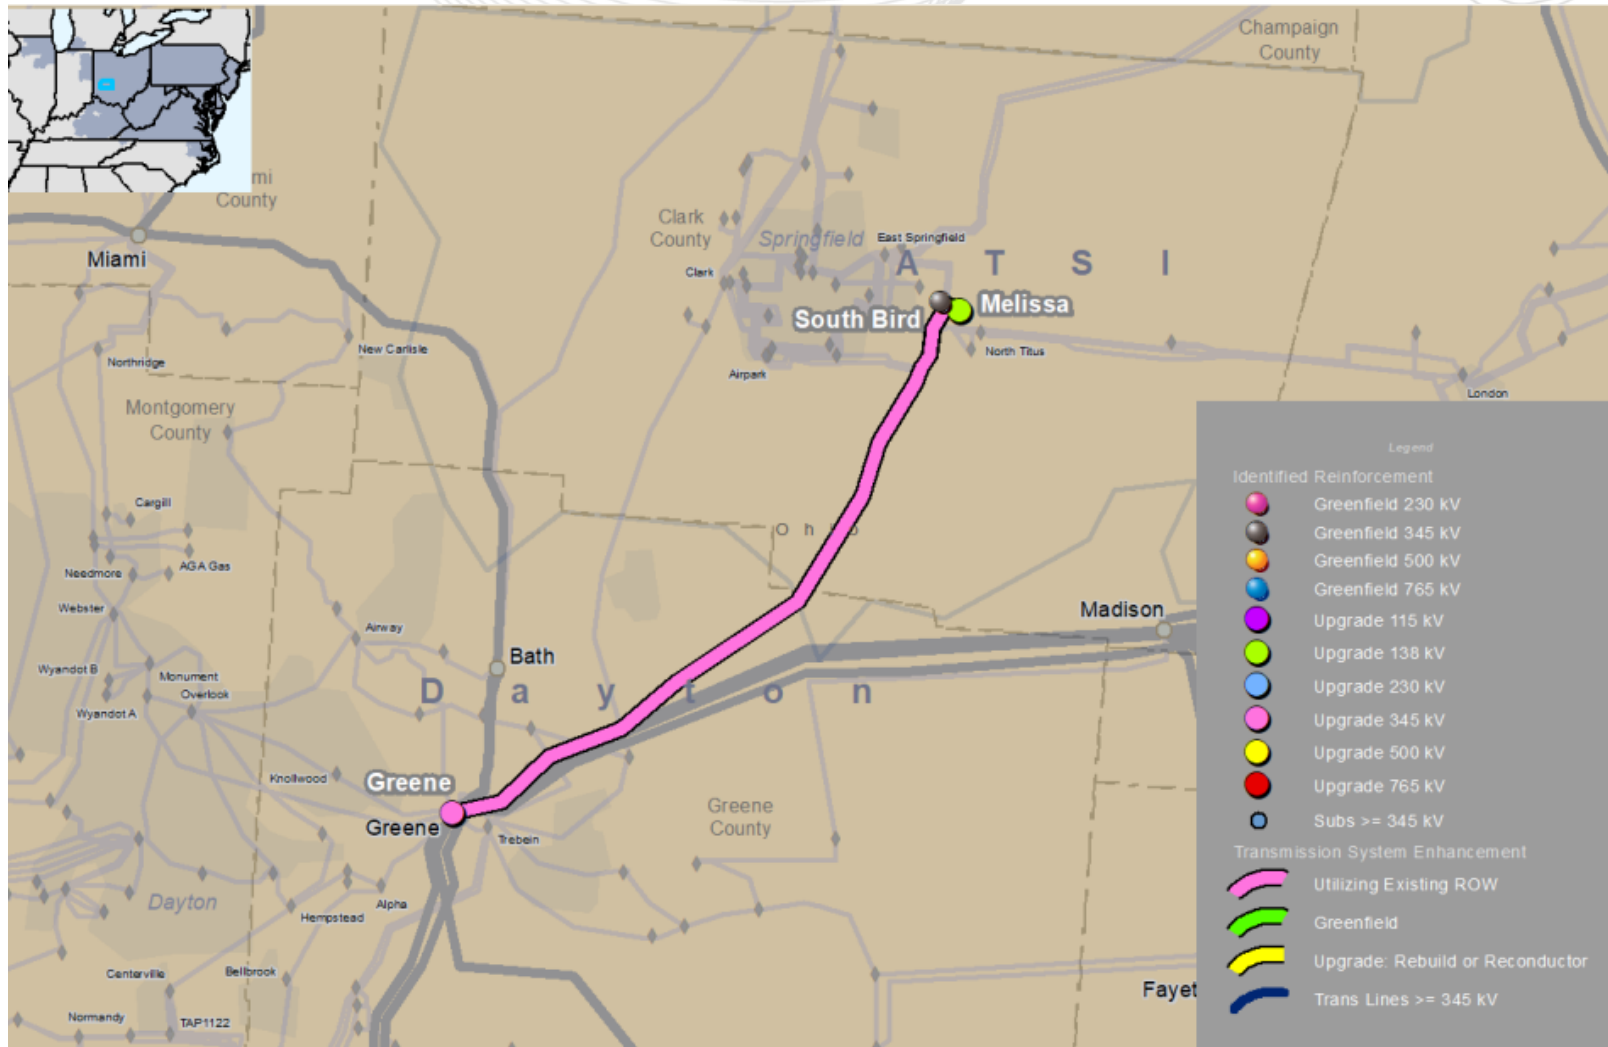 Champaign
County
mi
County
Clark
County
Springfield
East Springfield
A T S I
Miami
Clark
Melissa
South Bird
New Carlisle
North Titus
Northridge
Airpark
London
Montgomery
County
Cargill
O h i o
AGA Gas
Needmore
Webster
Madison
Airway
Bath
Wyandot B
Monument
Overlook
D a y t o n
Wyandot A
Knollwood
Greene
Greene
Greene
County
Trebein
Dayton
Alpha
Hempstead
Centerville
Bellbrook
Fayet
Normandy
TAP1122
Legend
Identified Reinforcement
Greenfield 230 kV
Greenfield 345 kV
Greenfield 500 kV
Greenfield 765 kV
Upgrade 115 kV
Upgrade 138 kV
Upgrade 230 kV
Upgrade 345 kV
Upgrade 500 kV
Upgrade 765 kV
Subs >= 345 kV
Transmission System Enhancement
Utilizing Existing ROW
Greenfield
Upgrade: Rebuild or Reconductor
Trans Lines >= 345 kV